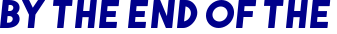 BY THE END OF THE